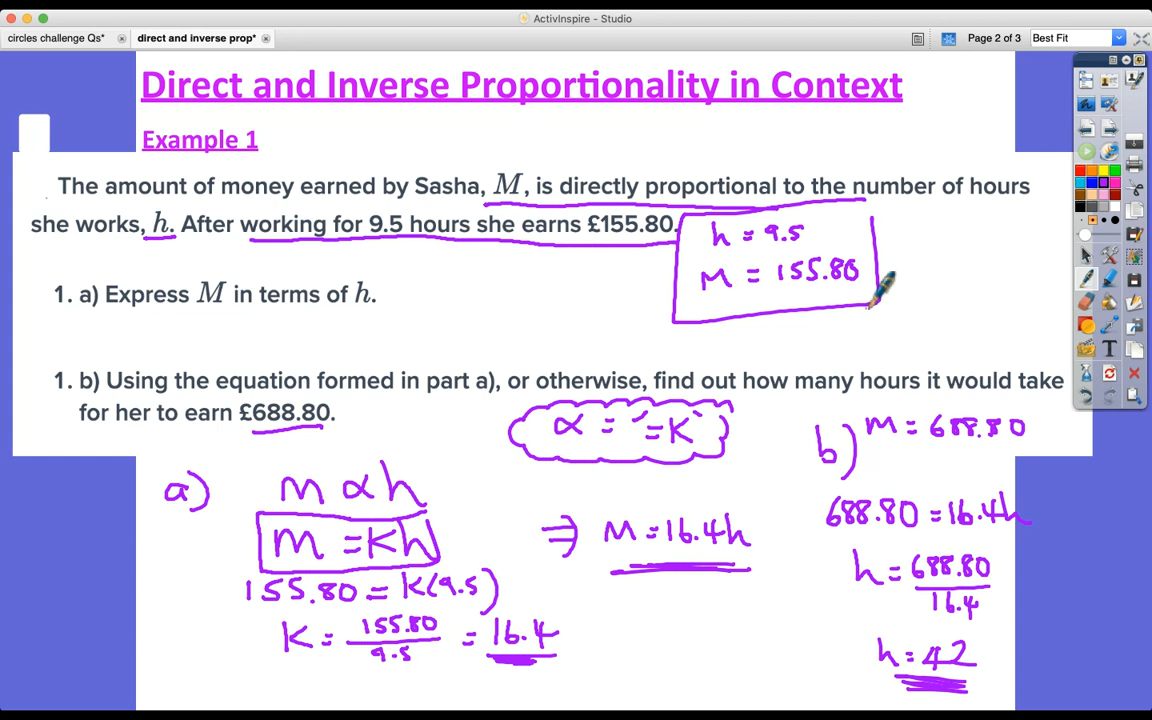 ActivInspire - Studio
circles challenge Qs*
direct and inverse prop*
Page 2 of 3
Best Fit
Direct and Inverse Proportionality in Context
Example 1
The amount of money earned by Sasha, M, is directly proportional to the number of hours
she works, h. After working for 9.5 hours she earns £155.80.
h = 9.5
M = 155.80
1. a) Express M in terms of h.
1. b) Using the equation formed in part a), or otherwise, find out how many hours it would take
for her to earn £688.80.
∝ = "=K"
a)
M ∝ h
M = Kh
155.80 = K(9.5)
K = 155.80/9.5 = 16.4
⇒ M = 16.4h
b) M = 688.80
688.80 = 16.4h
h = 688.80/16.4
h = 42